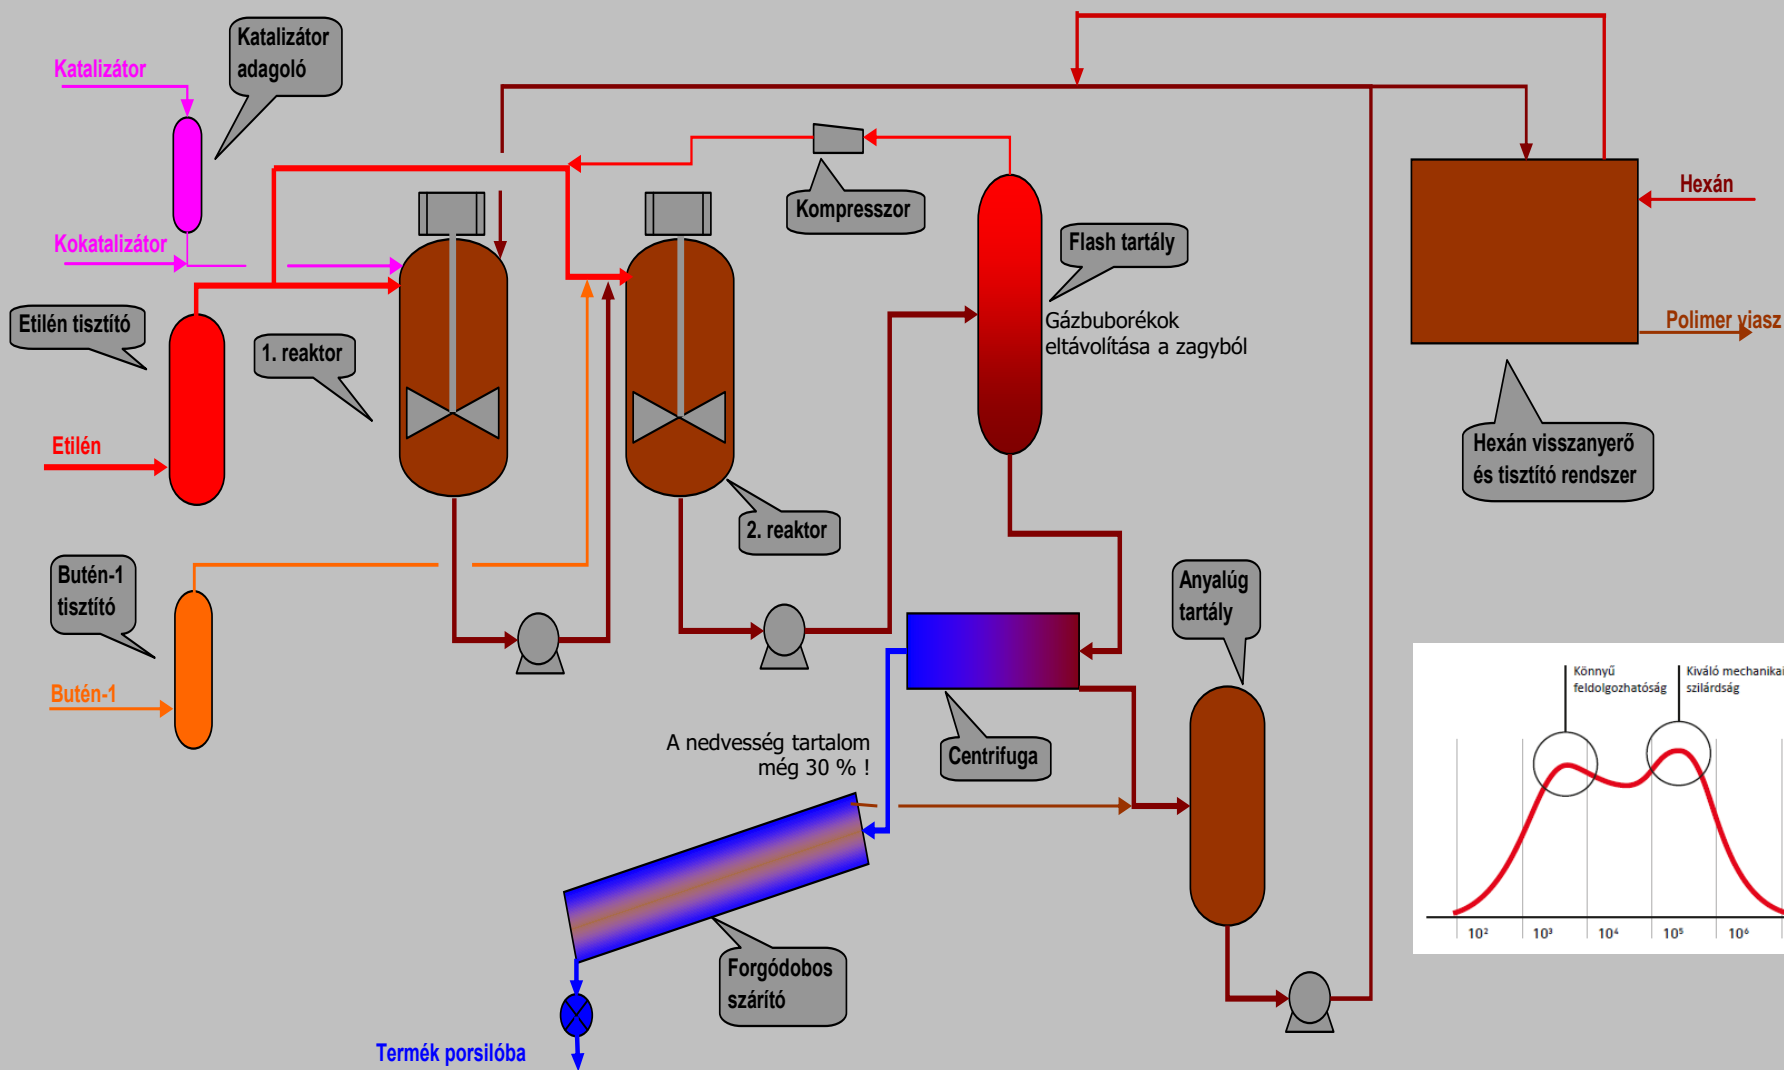 Katalizátor
adagoló
Katalizátor
Kokatalizátor
Etilén tisztító
1. reaktor
Etilén
Butén-1
tisztító
Butén-1
2. reaktor
Kompresszor
Flash tartály
Gázbuborékok
eltávolítása a zagyból
Hexán
Polimer viasz
Hexán visszanyerő
és tisztító rendszer
Anyalúg
tartály
Centrifuga
A nedvesség tartalom
még 30 % !
Forgódobos
szárító
Termék porsilóba
Könnyű
feldolgozhatóság
Kiváló mechanikai
szilárdság
10²
10³
10⁴
10⁵
10⁶